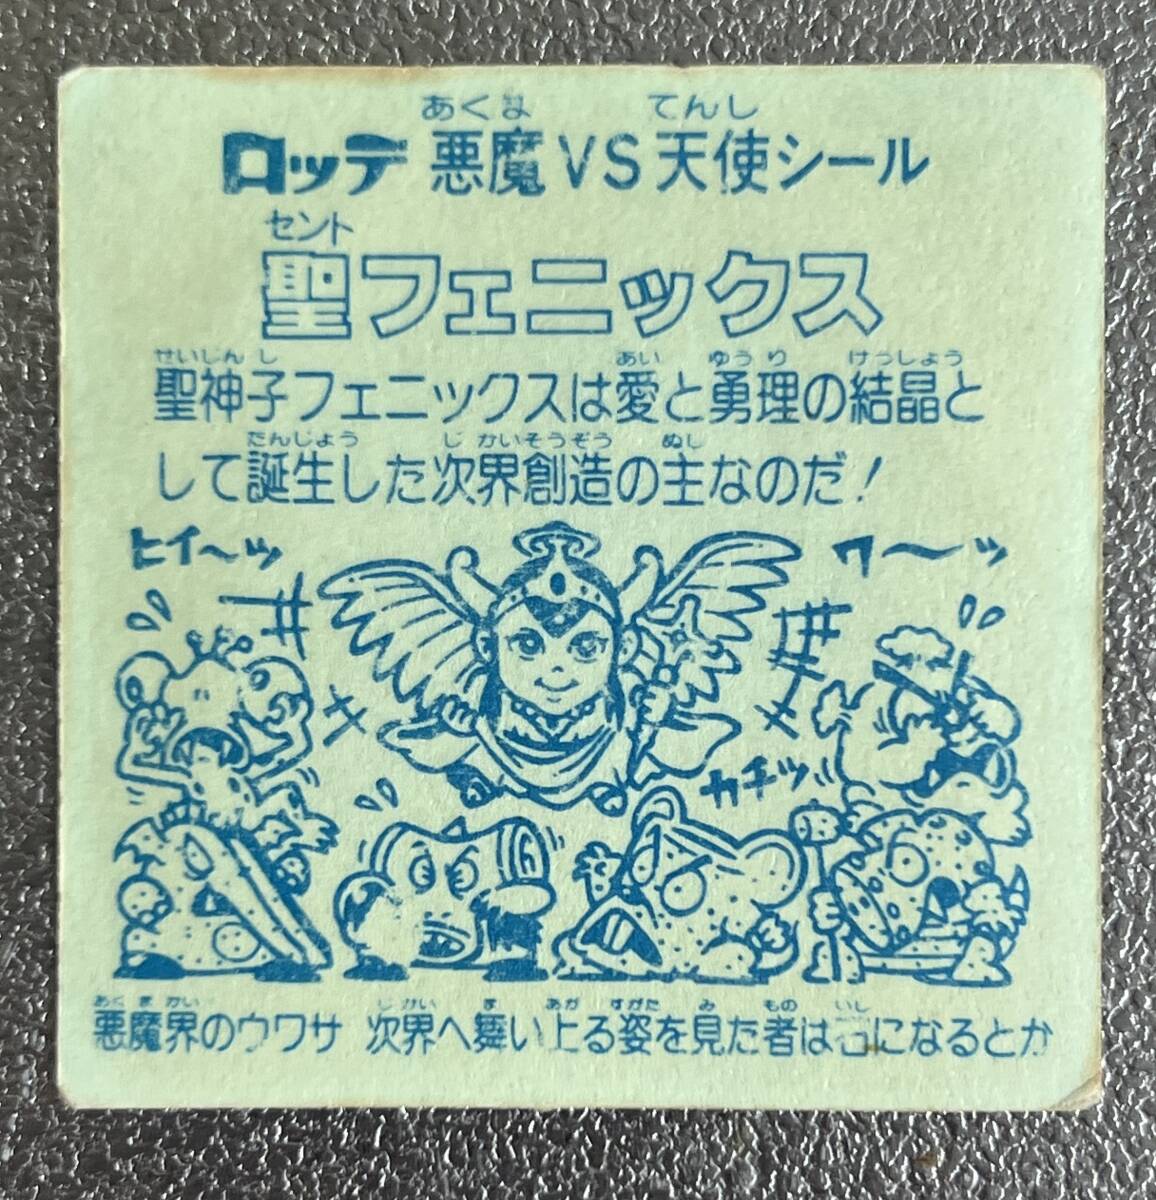 あくま てんし
ロッテ 悪魔VS天使シール
セント
聖フェニックス
せいじんし あい ゆうり けっしょう
聖神子フェニックスは愛と勇理の結晶と
たんじょう じかいそうぞう ぬし
して誕生した次界創造の主なのだ!
ヒイ〜ッ ワ〜ッ
カチッ
あくまかい じかい ま あが すがた み もの いし
悪魔界のウワサ 次界へ舞い上る姿を見た者は石になるとか